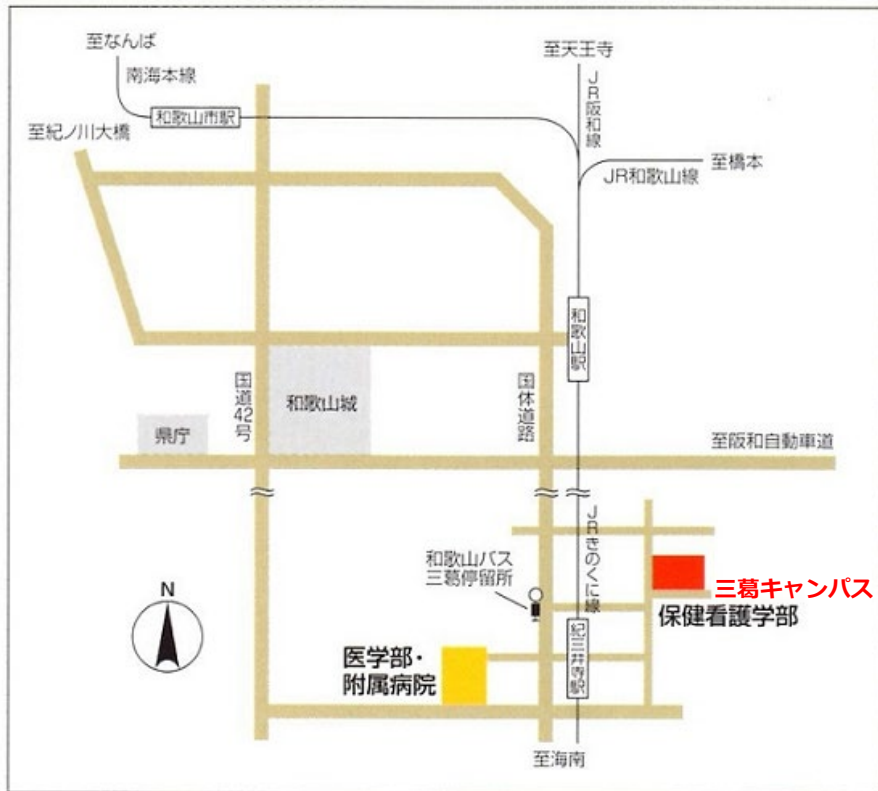 至なんば
南海本線
至天王寺
JR阪和線
和歌山市駅
至紀ノ川大橋
至橋本
JR和歌山線
和歌山駅
国道42号
和歌山城
国体道路
県庁
至阪和自動車道
JRきのくに線
和歌山バス
三葛停留所
三葛キャンパス
保健看護学部
N
紀三井寺駅
医学部・
附属病院
至海南